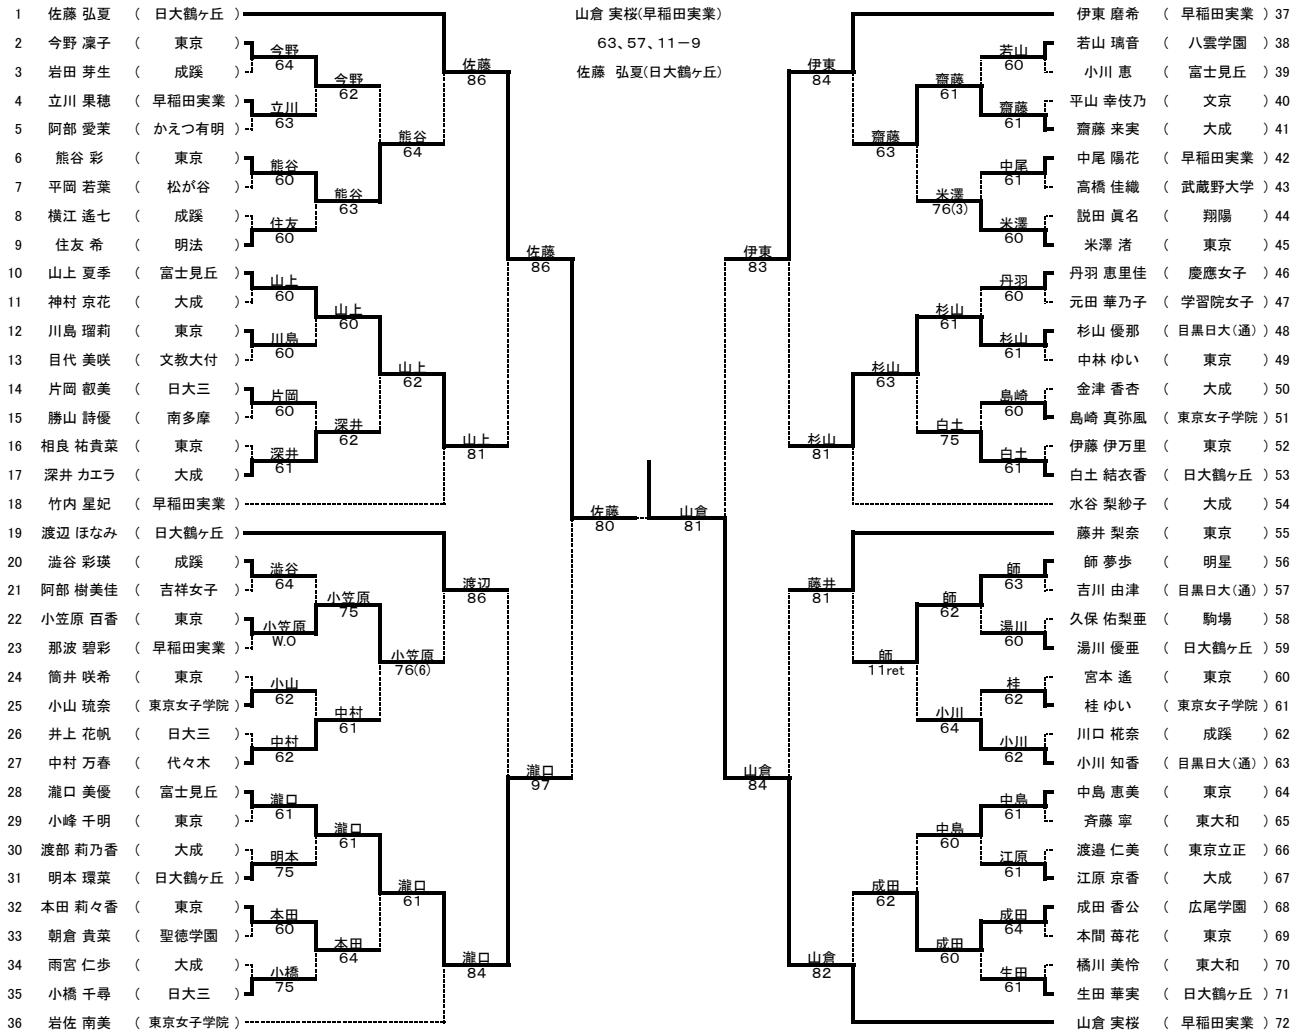 山倉 実桜(早稲田実業)
63、57、11－9
佐藤 弘夏(日大鶴ヶ丘)
1 佐藤 弘夏 ( 日大鶴ヶ丘 )
2 今野 凜子 ( 東京 )
3 岩田 芽生 ( 成蹊 )
4 立川 果穂 ( 早稲田実業 )
5 阿部 愛茉 ( かえつ有明 )
6 熊谷 彩 ( 東京 )
7 平岡 若葉 ( 松が谷 )
8 横江 遙七 ( 成蹊 )
9 住友 希 ( 明法 )
10 山上 夏季 ( 富士見丘 )
11 神村 京花 ( 大成 )
12 川島 瑠莉 ( 東京 )
13 目代 美咲 ( 文教大付 )
14 片岡 叡美 ( 日大三 )
15 勝山 詩優 ( 南多摩 )
16 相良 祐貴菜 ( 東京 )
17 深井 カエラ ( 大成 )
18 竹内 星妃 ( 早稲田実業 )
19 渡辺 ほなみ ( 日大鶴ヶ丘 )
20 澁谷 彩瑛 ( 成蹊 )
21 阿部 樹美佳 ( 吉祥女子 )
22 小笠原 百香 ( 東京 )
23 那波 碧彩 ( 早稲田実業 )
24 筒井 咲希 ( 東京 )
25 小山 琉奈 ( 東京女子学院 )
26 井上 花帆 ( 日大三 )
27 中村 万春 ( 代々木 )
28 瀧口 美優 ( 富士見丘 )
29 小峰 千明 ( 東京 )
30 渡部 莉乃香 ( 大成 )
31 明本 環菜 ( 日大鶴ヶ丘 )
32 本田 莉々香 ( 東京 )
33 朝倉 貴菜 ( 聖徳学園 )
34 雨宮 仁歩 ( 大成 )
35 小橋 千尋 ( 日大三 )
36 岩佐 南美 ( 東京女子学院 )
今野
64
立川
63
熊谷
60
住友
60
山上
60
川島
60
片岡
60
深井
61
澁谷
64
小笠原
W.O
小山
62
中村
62
瀧口
61
明本
75
本田
60
小橋
75
今野
62
熊谷
63
山上
60
深井
62
小笠原
75
中村
61
瀧口
61
本田
64
熊谷
64
山上
62
小笠原
76(6)
瀧口
61
佐藤
86
山上
81
渡辺
86
瀧口
84
佐藤
86
瀧口
97
佐藤
80
山倉
81
伊東
83
山倉
84
伊東
84
杉山
81
藤井
81
山倉
82
齋藤
63
杉山
63
師
11ret
成田
62
齋藤
61
米澤
76(3)
杉山
61
白土
75
師
62
小川
64
中島
60
成田
60
若山
60
齋藤
61
中尾
61
米澤
60
丹羽
60
杉山
61
島崎
60
白土
61
師
63
湯川
60
桂
62
小川
62
中島
61
江原
61
成田
64
生田
61
伊東 磨希 ( 早稲田実業 ) 37
若山 璃音 ( 八雲学園 ) 38
小川 恵 ( 富士見丘 ) 39
平山 幸伎乃 ( 文京 ) 40
齋藤 来実 ( 大成 ) 41
中尾 陽花 ( 早稲田実業 ) 42
高橋 佳織 ( 武蔵野大学 ) 43
説田 眞名 ( 翔陽 ) 44
米澤 渚 ( 東京 ) 45
丹羽 恵里佳 ( 慶應女子 ) 46
元田 華乃子 ( 学習院女子 ) 47
杉山 優那 ( 目黒日大(通) ) 48
中林 ゆい ( 東京 ) 49
金津 香杏 ( 大成 ) 50
島崎 真弥風 ( 東京女子学院 ) 51
伊藤 伊万里 ( 東京 ) 52
白土 結衣香 ( 日大鶴ヶ丘 ) 53
水谷 梨紗子 ( 大成 ) 54
藤井 梨奈 ( 東京 ) 55
師 夢歩 ( 明星 ) 56
吉川 由津 ( 目黒日大(通) ) 57
久保 佑梨亜 ( 駒場 ) 58
湯川 優亜 ( 日大鶴ヶ丘 ) 59
宮本 遙 ( 東京 ) 60
桂 ゆい ( 東京女子学院 ) 61
川口 椛奈 ( 成蹊 ) 62
小川 知香 ( 目黒日大(通) ) 63
中島 恵美 ( 東京 ) 64
斉藤 寧 ( 東大和 ) 65
渡邉 仁美 ( 東京立正 ) 66
江原 京香 ( 大成 ) 67
成田 香公 ( 広尾学園 ) 68
本間 苺花 ( 東京 ) 69
橘川 美怜 ( 東大和 ) 70
生田 華実 ( 日大鶴ヶ丘 ) 71
山倉 実桜 ( 早稲田実業 ) 72